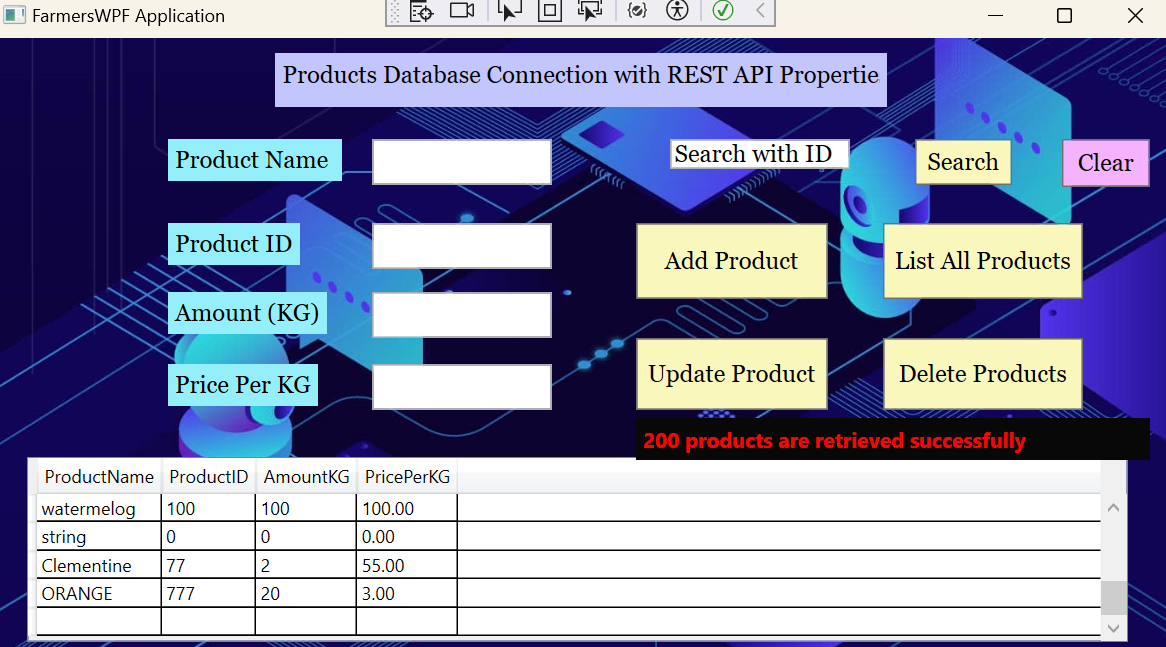 FarmersWPF Application
Products Database Connection with REST API Propertie
Product Name
Search with ID
Search
Clear
Product ID
Add Product
List All Products
Amount (KG)
Price Per KG
Update Product
Delete Products
200 products are retrieved successfully
ProductName ProductID AmountKG PricePerKG
watermelog 100 100 100.00
string 0 0 0.00
Clementine 77 2 55.00
ORANGE 777 20 3.00